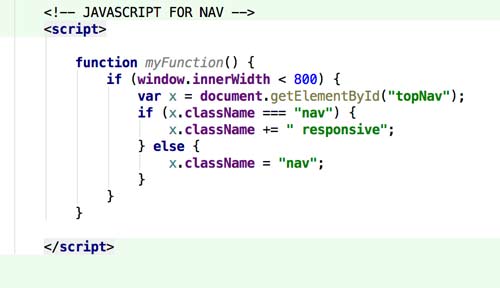 <!-- JAVASCRIPT FOR NAV -->
<script>
function myFunction() {
if (window.innerWidth < 800) {
var x = document.getElementById("topNav");
if (x.className === "nav") {
x.className += " responsive";
} else {
x.className = "nav";
}
}
}
</script>